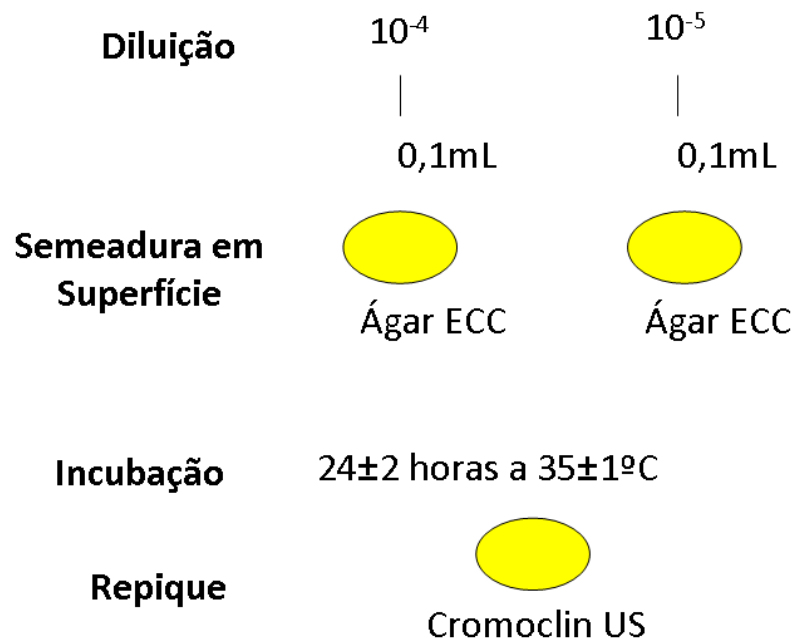 Diluição 10⁻⁴ 10⁻⁵
0,1mL 0,1mL
Semeadura em
Superfície
Ágar ECC Ágar ECC
Incubação 24±2 horas a 35±1ºC
Repique
Cromoclin US